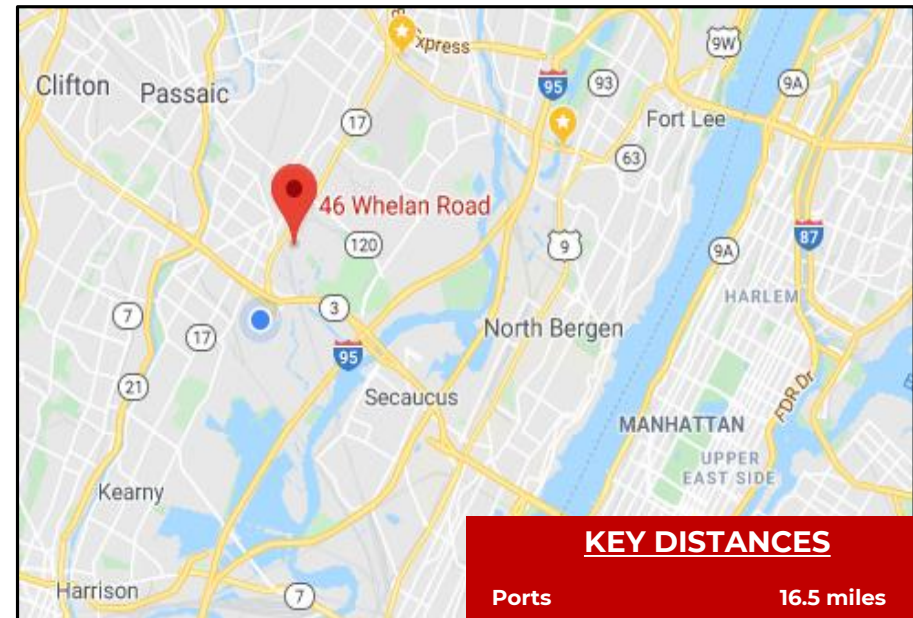 Express
9W
Clifton
Passaic
95
93
9A
17
Fort Lee
63
46 Whelan Road
120
9
9A
87
HARLEM
3
7
17
North Bergen
95
21
Secaucus
FDR Dr
MANHATTAN
UPPER
EAST SIDE
Kearny
KEY DISTANCES
Harrison
7
Ports 16.5 miles